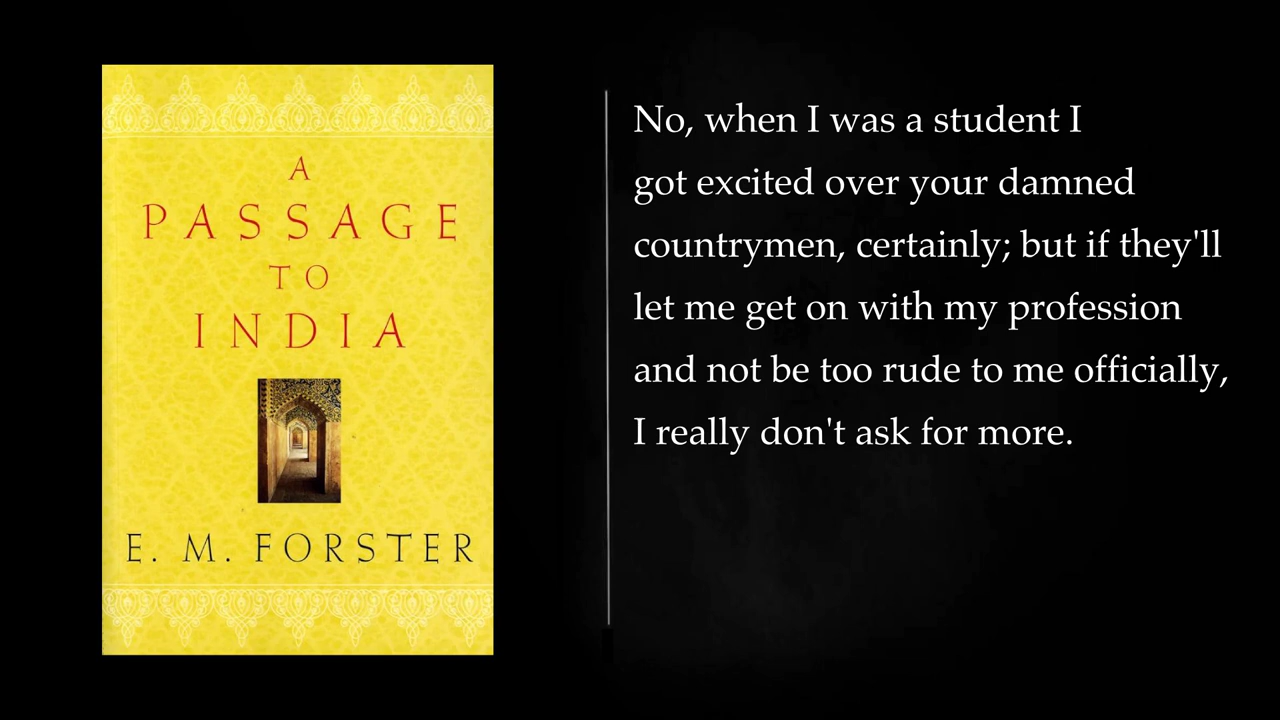 A
PASSAGE
TO
INDIA
E. M. FORSTER
No, when I was a student I
got excited over your damned
countrymen, certainly; but if they'll
let me get on with my profession
and not be too rude to me officially,
I really don't ask for more.